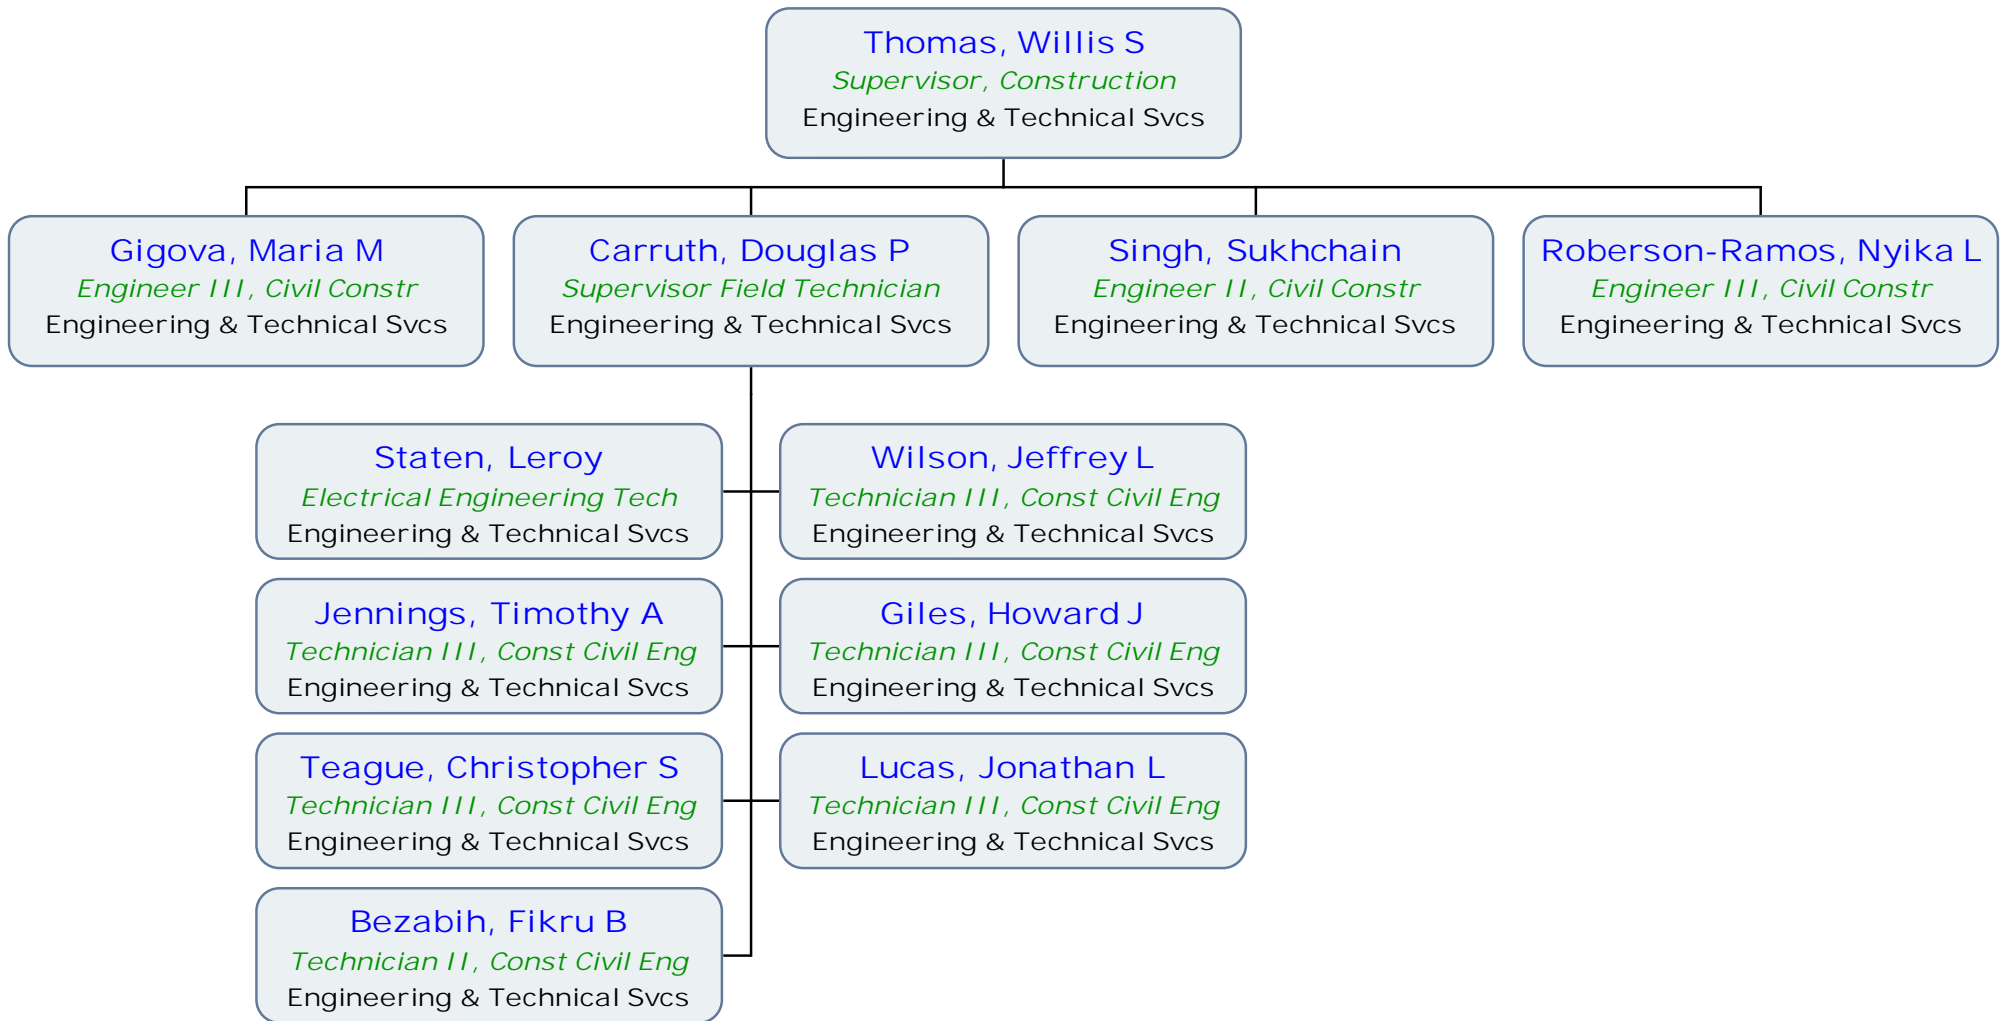 Thomas, Willis S
Supervisor, Construction
Engineering & Technical Svcs
Gigova, Maria M
Engineer III, Civil Constr
Engineering & Technical Svcs
Carruth, Douglas P
Supervisor Field Technician
Engineering & Technical Svcs
Singh, Sukhchain
Engineer II, Civil Constr
Engineering & Technical Svcs
Roberson-Ramos, Nyika L
Engineer III, Civil Constr
Engineering & Technical Svcs
Staten, Leroy
Electrical Engineering Tech
Engineering & Technical Svcs
Wilson, Jeffrey L
Technician III, Const Civil Eng
Engineering & Technical Svcs
Jennings, Timothy A
Technician III, Const Civil Eng
Engineering & Technical Svcs
Giles, Howard J
Technician III, Const Civil Eng
Engineering & Technical Svcs
Teague, Christopher S
Technician III, Const Civil Eng
Engineering & Technical Svcs
Lucas, Jonathan L
Technician III, Const Civil Eng
Engineering & Technical Svcs
Bezabih, Fikru B
Technician II, Const Civil Eng
Engineering & Technical Svcs